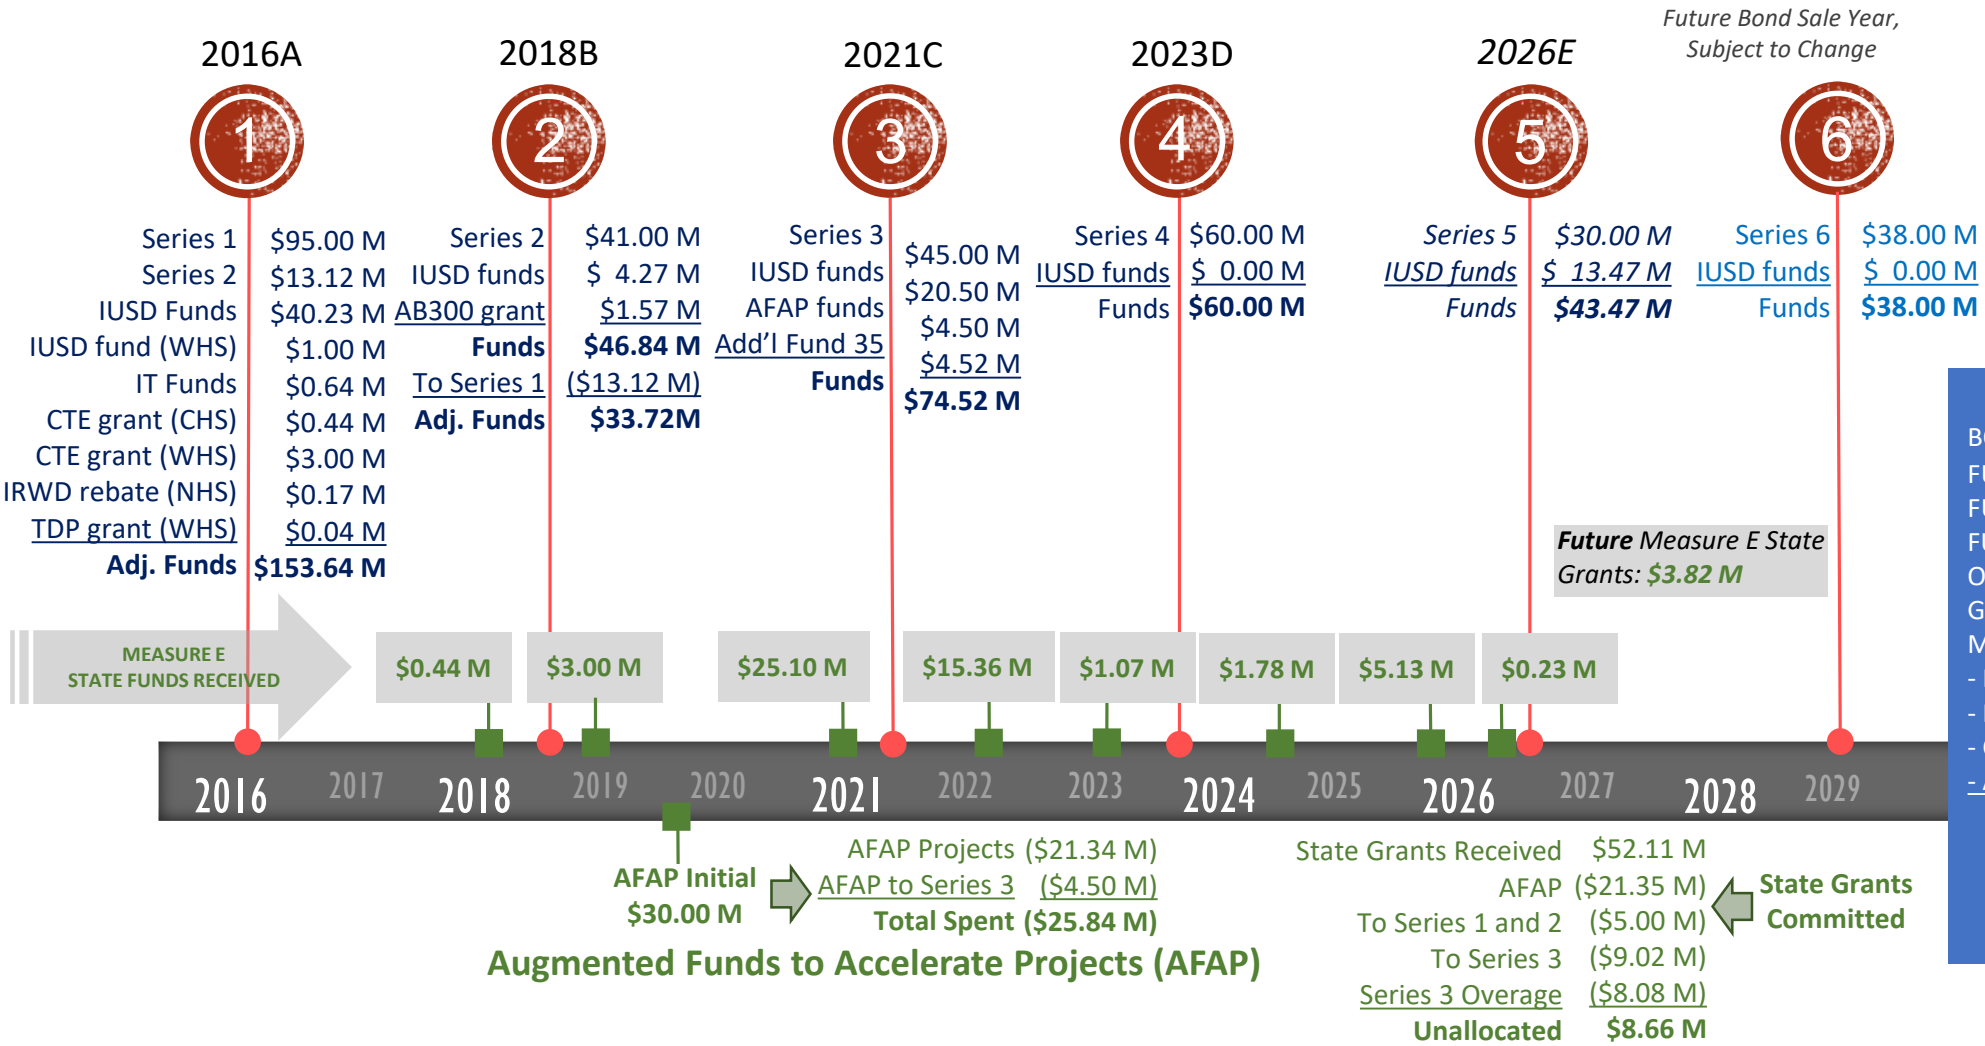 Future Bond Sale Year,
Subject to Change
2016A
2018B
2021C
2023D
2026E
1
2
3
4
5
6
Series 1 $95.00 M
Series 2 $13.12 M
IUSD Funds $40.23 M
IUSD fund (WHS) $1.00 M
IT Funds $0.64 M
CTE grant (CHS) $0.44 M
CTE grant (WHS) $3.00 M
IRWD rebate (NHS) $0.17 M
TDP grant (WHS) $0.04 M
Adj. Funds $153.64 M
Series 2 $41.00 M
IUSD funds $ 4.27 M
AB300 grant $1.57 M
Funds $46.84 M
To Series 1 ($13.12 M)
Adj. Funds $33.72M
Series 3 $45.00 M
IUSD funds $20.50 M
AFAP funds $4.50 M
Add'l Fund 35 $4.52 M
Funds $74.52 M
Series 4 $60.00 M
IUSD funds $ 0.00 M
Funds $60.00 M
Series 5 $30.00 M
IUSD funds $ 13.47 M
Funds $43.47 M
Series 6 $38.00 M
IUSD funds $ 0.00 M
Funds $38.00 M
Future Measure E State
Grants: $3.82 M
MEASURE E
STATE FUNDS RECEIVED
$0.44 M
$3.00 M
$25.10 M
$15.36 M
$1.07 M
$1.78 M
$5.13 M
$0.23 M
2016 2017 2018 2019 2020 2021 2022 2023 2024 2025 2026 2027 2028 2029
AFAP Initial
$30.00 M
AFAP Projects ($21.34 M)
AFAP to Series 3 ($4.50 M)
Total Spent ($25.84 M)
Augmented Funds to Accelerate Projects (AFAP)
State Grants Received $52.11 M
AFAP ($21.35 M)
To Series 1 and 2 ($5.00 M)
To Series 3 ($9.02 M)
Series 3 Overage ($8.08 M)
Unallocated $8.66 M
State Grants
Committed